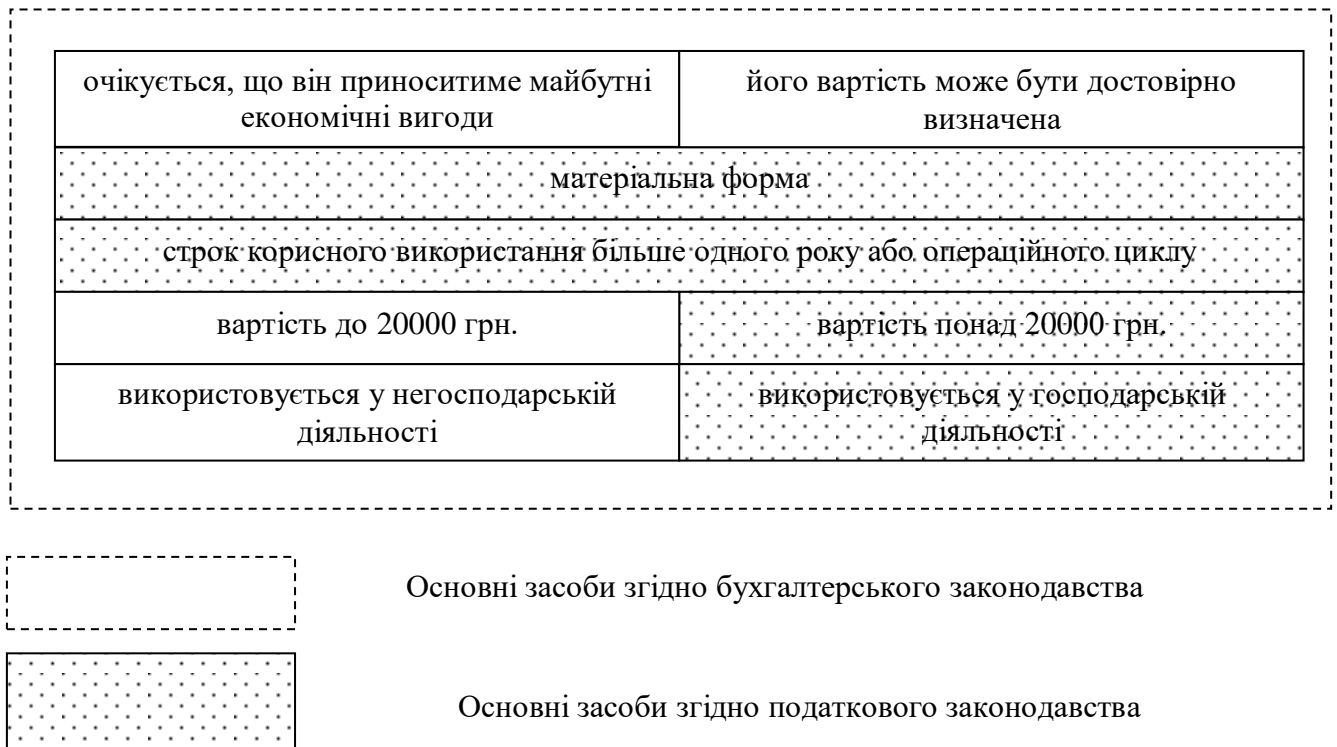 очікується, що він приноситиме майбутні
економічні вигоди
його вартість може бути достовірно
визначена
матеріальна форма
строк корисного використання більше одного року або операційного циклу
вартість до 20000 грн.
вартість понад 20000 грн.
використовується у негосподарській
діяльності
використовується у господарській
діяльності
Основні засоби згідно бухгалтерського законодавства
Основні засоби згідно податкового законодавства